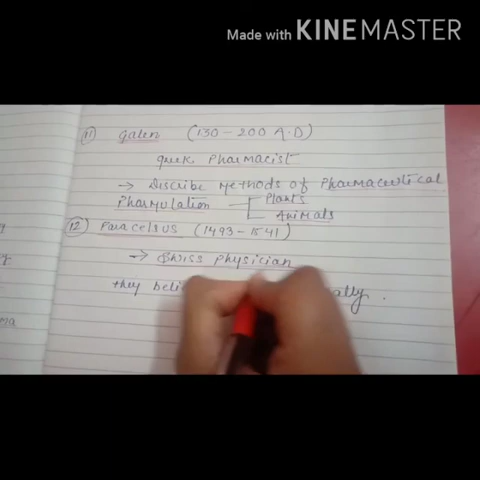 Made with KINEMASTER
11) Galen (130-200 A.D)
greek Pharmacist
→ Discribe Methods of Pharmaceutical
Pharmulation Plants
Animals
12) Paracelsus (1493-1541)
→ Swiss Physician
they